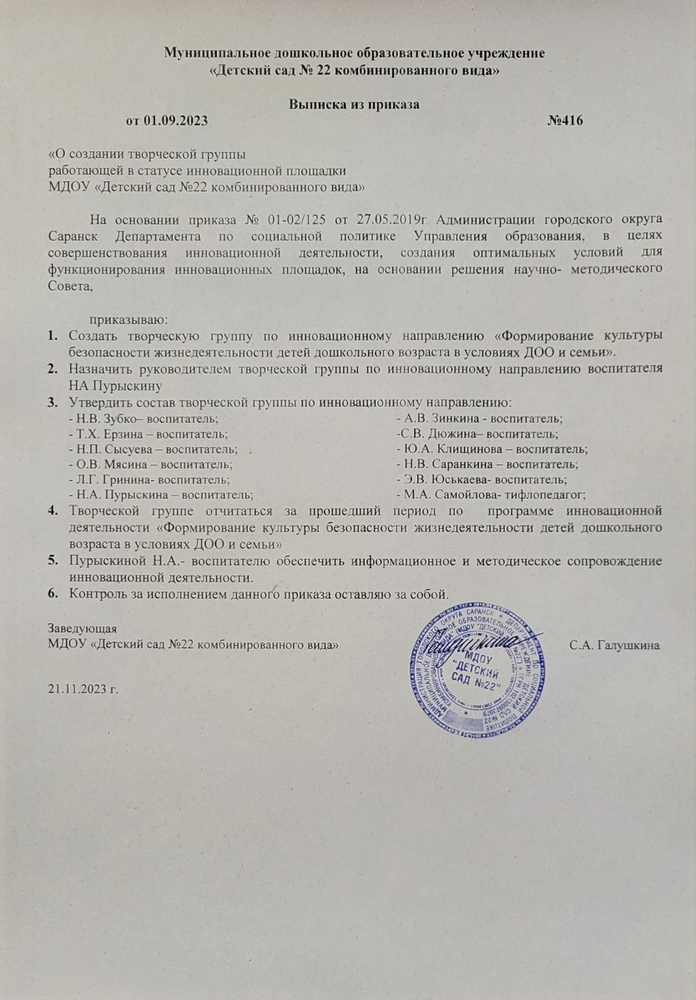 Муниципальное дошкольное образовательное учреждение
«Детский сад № 22 комбинированного вида»
Выписка из приказа
от 01.09.2023 №416
«О создании творческой группы
работающей в статусе инновационной площадки
МДОУ «Детский сад №22 комбинированного вида»
На основании приказа № 01-02/125 от 27.05.2019г Администрации городского округа
Саранск Департамента по социальной политике Управления образования, в целях
совершенствования инновационной деятельности, создания оптимальных условий для
функционирования инновационных площадок, на основании решения научно- методического
Совета,
приказываю:
1. Создать творческую группу по инновационному направлению «Формирование культуры
безопасности жизнедеятельности детей дошкольного возраста в условиях ДОО и семьи».
2. Назначить руководителем творческой группы по инновационному направлению воспитателя
НА Пурыскину
3. Утвердить состав творческой группы по инновационному направлению:
- Н.В. Зубко– воспитатель; - А.В. Зинкина - воспитатель;
- Т.Х. Ерзина – воспитатель; -С.В. Дюжина– воспитатель;
- Н.П. Сысуева – воспитатель; - Ю.А. Клищинова – воспитатель;
- О.В. Мясина – воспитатель; - Н.В. Саранкина – воспитатель;
- Л.Г. Гринина- воспитатель; - Э.В. Юськаева- воспитатель;
- Н.А. Пурыскина – воспитатель; - М.А. Самойлова- тифлопедагог;
4. Творческой группе отчитаться за прошедший период по программе инновационной
деятельности «Формирование культуры безопасности жизнедеятельности детей дошкольного
возраста в условиях ДОО и семьи»
5. Пурыскиной Н.А.- воспитателю обеспечить информационное и методическое сопровождение
инновационной деятельности.
6. Контроль за исполнением данного приказа оставляю за собой.
Заведующая
МДОУ «Детский сад №22 комбинированного вида» С.А. Галушкина
МДОУ
"ДЕТСКИЙ
САД №22"
21.11.2023 г.